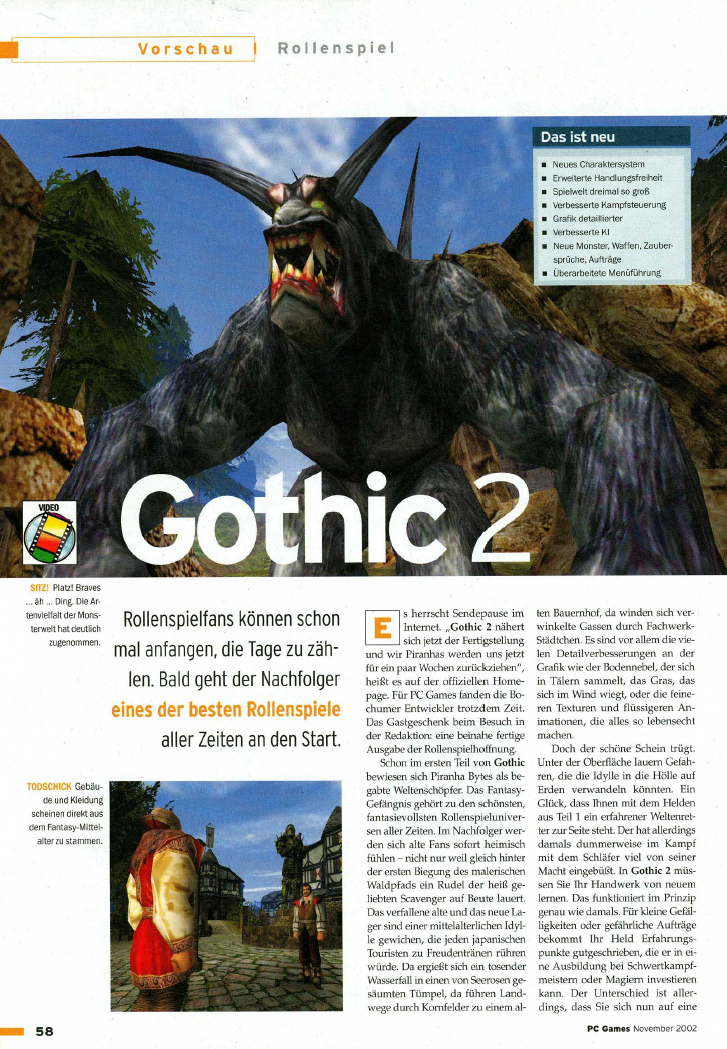 Vorschau | Rollenspiel
Das ist neu
■ Neues Charaktersystem
■ Erweiterte Handlungsfreiheit
■ Spielwelt dreimal so groß
■ Verbesserte Kampfsteuerung
■ Grafik detaillierter
■ Verbesserte KI
■ Neue Monster, Waffen, Zauber-
sprüche, Aufträge
■ Überarbeitete Menüführung
VIDEO
Gothic 2
SITZ! Platz! Braves
... äh ... Ding. Die Ar-
tenvielfalt der Mons-
terwelt hat deutlich
zugenommen.
Rollenspielfans können schon
mal anfangen, die Tage zu zäh-
len. Bald geht der Nachfolger
eines der besten Rollenspiele
aller Zeiten an den Start.
TODSCHICK Gebäu-
de und Kleidung
scheinen direkt aus
dem Fantasy-Mittel-
alter zu stammen.
Es herrscht Sendepause im
Internet. „Gothic 2 nähert
sich jetzt der Fertigstellung
und wir Piranhas werden uns jetzt
für ein paar Wochen zurückziehen“,
heißt es auf der offiziellen Home-
page. Für PC Games fanden die Bo-
chumer Entwickler trotzdem Zeit.
Das Gastgeschenk beim Besuch in
der Redaktion: eine beinahe fertige
Ausgabe der Rollenspielhoffnung.
Schon im ersten Teil von Gothic
bewiesen sich Piranha Bytes als be-
gabte Weltenschöpfer. Das Fantasy-
Gefängnis gehört zu den schönsten,
fantasievollsten Rollenspieluniver-
sen aller Zeiten. Im Nachfolger wer-
den sich alte Fans sofort heimisch
fühlen – nicht nur weil gleich hinter
der ersten Biegung des malerischen
Waldpfads ein Rudel der heiß ge-
liebten Scavenger auf Beute lauert.
Das verfallene alte und das neue La-
ger sind einer mittelalterlichen Idyl-
le gewichen, die jeden japanischen
Touristen zu Freudentränen rühren
würde. Da ergießt sich ein tosender
Wasserfall in einen von Seerosen ge-
säumten Tümpel, da führen Land-
wege durch Kornfelder zu einem al-
ten Bauernhof, da winden sich ver-
winkelte Gassen durch Fachwerk-
Städtchen. Es sind vor allem die vie-
len Detailverbesserungen an der
Grafik wie der Bodennebel, der sich
in Tälern sammelt, das Gras, das
sich im Wind wiegt, oder die feine-
ren Texturen und flüssigeren An-
imationen, die alles so lebensecht
machen.
Doch der schöne Schein trügt.
Unter der Oberfläche lauern Gefah-
ren, die die Idylle in die Hölle auf
Erden verwandeln könnten. Ein
Glück, dass Ihnen mit dem Helden
aus Teil 1 ein erfahrener Weltenret-
ter zur Seite steht. Der hat allerdings
damals dummerweise im Kampf
mit dem Schläfer viel von seiner
Macht eingebüßt. In Gothic 2 müs-
sen Sie Ihr Handwerk von neuem
lernen. Das funktioniert im Prinzip
genau wie damals. Für kleine Gefäl-
ligkeiten oder gefährliche Aufträge
bekommt Ihr Held Erfahrungs-
punkte gutgeschrieben, die er in ei-
ne Ausbildung bei Schwertkampf-
meistern oder Magiern investieren
kann. Der Unterschied ist aller-
dings, dass Sie sich nun auf eine
58
PC Games November 2002